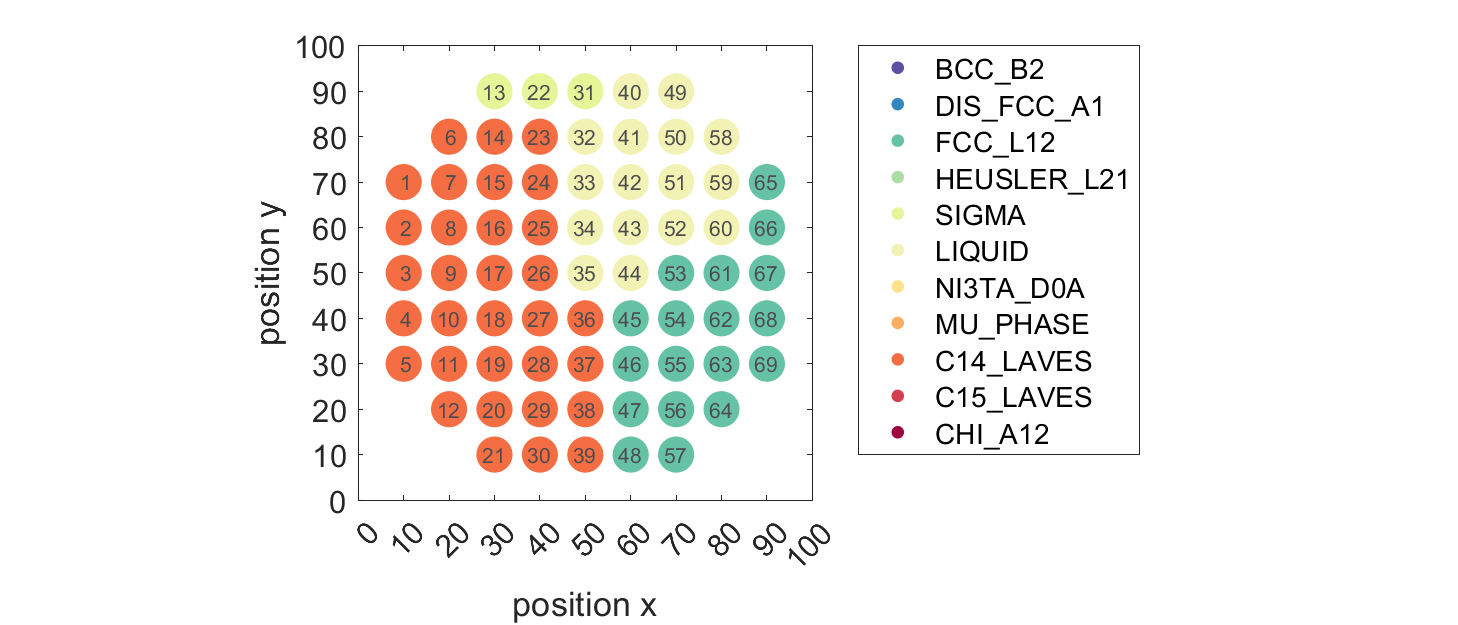 100
90
80
70
60
50
40
30
20
10
0
position y
13 22 31 40 49
6 14 23 32 41 50 58
1 7 15 24 33 42 51 59 65
2 8 16 25 34 43 52 60 66
3 9 17 26 35 44 53 61 67
4 10 18 27 36 45 54 62 68
5 11 19 28 37 46 55 63 69
12 20 29 38 47 56 64
21 30 39 48 57
0 10 20 30 40 50 60 70 80 90 100
position x
BCC_B2
DIS_FCC_A1
FCC_L12
HEUSLER_L21
SIGMA
LIQUID
NI3TA_D0A
MU_PHASE
C14_LAVES
C15_LAVES
CHI_A12